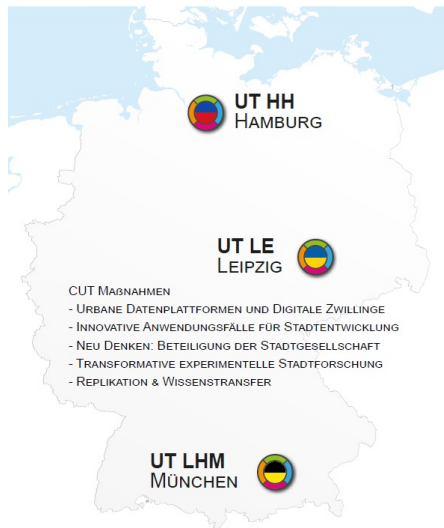 UT HH
HAMBURG
UT LE
LEIPZIG
CUT MAßNAHMEN
- URBANE DATENPLATTFORMEN UND DIGITALE ZWILLINGE
- INNOVATIVE ANWENDUNGSFÄLLE FÜR STADTENTWICKLUNG
- NEU DENKEN: BETEILIGUNG DER STADTGESELLSCHAFT
- TRANSFORMATIVE EXPERIMENTELLE STADTFORSCHUNG
- REPLIKATION & WISSENSTRANSFER
UT LHM
MÜNCHEN